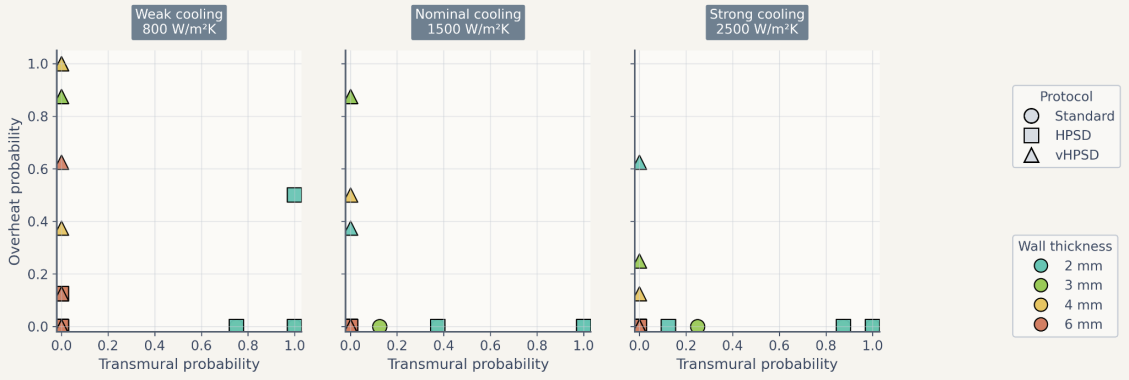 Weak cooling
800 W/m²K
Nominal cooling
1500 W/m²K
Strong cooling
2500 W/m²K
Overheat probability
1.0
0.8
0.6
0.4
0.2
0.0
0.0 0.2 0.4 0.6 0.8 1.0
Transmural probability
0.0 0.2 0.4 0.6 0.8 1.0
Transmural probability
0.0 0.2 0.4 0.6 0.8 1.0
Transmural probability
Protocol
Standard
HPSD
vHPSD
Wall thickness
2 mm
3 mm
4 mm
6 mm